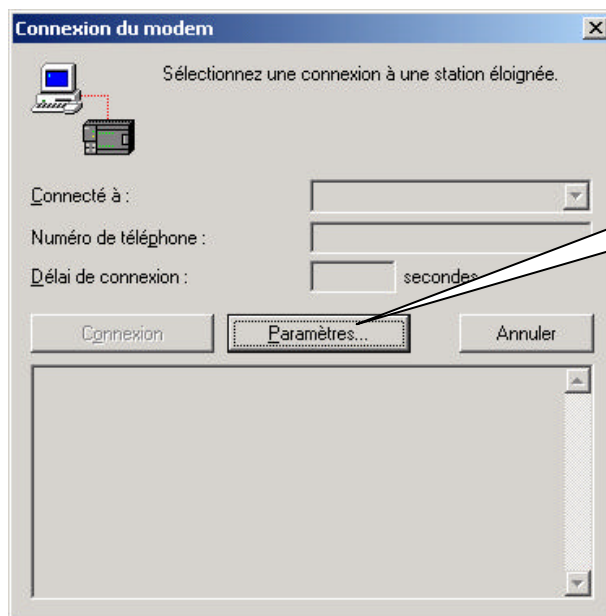 Connexion du modem
Sélectionnez une connexion à une station éloignée.
Connecté à :
Numéro de téléphone :
Délai de connexion :
secondes
Connexion
Paramètres...
Annuler